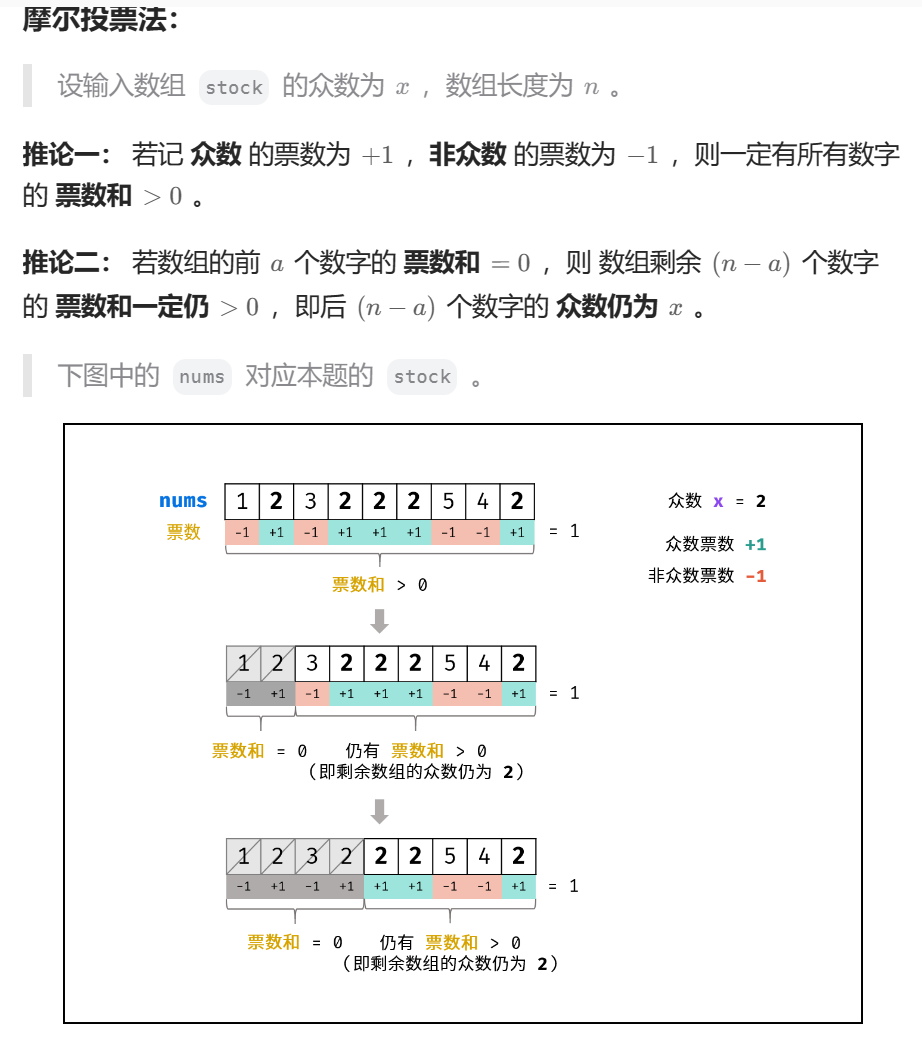 摩尔投票法：
设输入数组 stock 的众数为 x ，数组长度为 n 。
推论一： 若记 众数 的票数为 +1 ，非众数 的票数为 −1 ，则一定有所有数字
的 票数和 > 0 。
推论二： 若数组的前 a 个数字的 票数和 = 0 ，则 数组剩余 (n − a) 个数字
的 票数和一定仍 > 0 ，即后 (n − a) 个数字的 众数仍为 x 。
下图中的 nums 对应本题的 stock 。
nums 1 2 3 2 2 2 5 4 2 众数 x = 2
票数 -1 +1 -1 +1 +1 +1 -1 -1 +1 = 1
众数票数 +1
非众数票数 -1
票数和 > 0
1 2 3 2 2 2 5 4 2
-1 +1 -1 +1 +1 +1 -1 -1 +1 = 1
票数和 = 0 仍有 票数和 > 0
（即剩余数组的众数仍为 2）
1 2 3 2 2 2 5 4 2
-1 +1 -1 +1 +1 +1 -1 -1 +1 = 1
票数和 = 0 仍有 票数和 > 0
（即剩余数组的众数仍为 2）